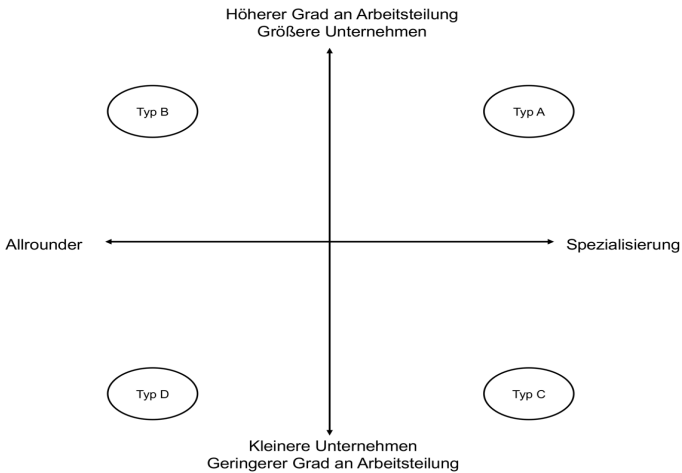 Höherer Grad an Arbeitsteilung
Größere Unternehmen
Typ B
Typ A
Allrounder
Spezialisierung
Typ D
Typ C
Kleinere Unternehmen
Geringerer Grad an Arbeitsteilung